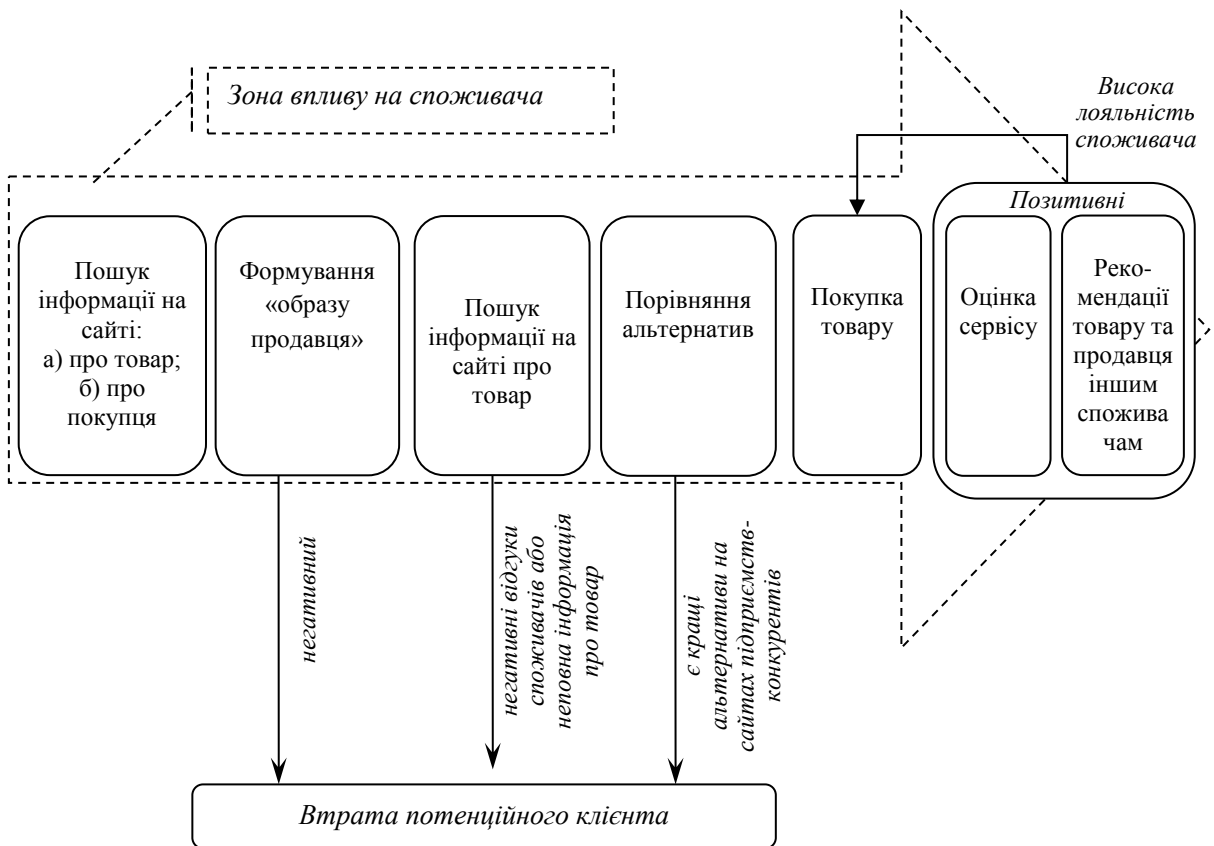 Зона впливу на споживача
Висока
лояльність
споживача
Пошук
інформації на
сайті:
а) про товар;
б) про
покупця
Формування
«образу
продавця»
Пошук
інформації на
сайті про
товар
Порівняння
альтернатив
Покупка
товару
Позитивні
Оцінка
сервісу
Реко-
мендації
товару та
продавця
іншим
спожива
чам
негативний
негативні відгуки
споживачів або
неповна інформація
про товар
є кращі
альтернативи на
сайтах підприємств-
конкурентів
Втрата потенційного клієнта